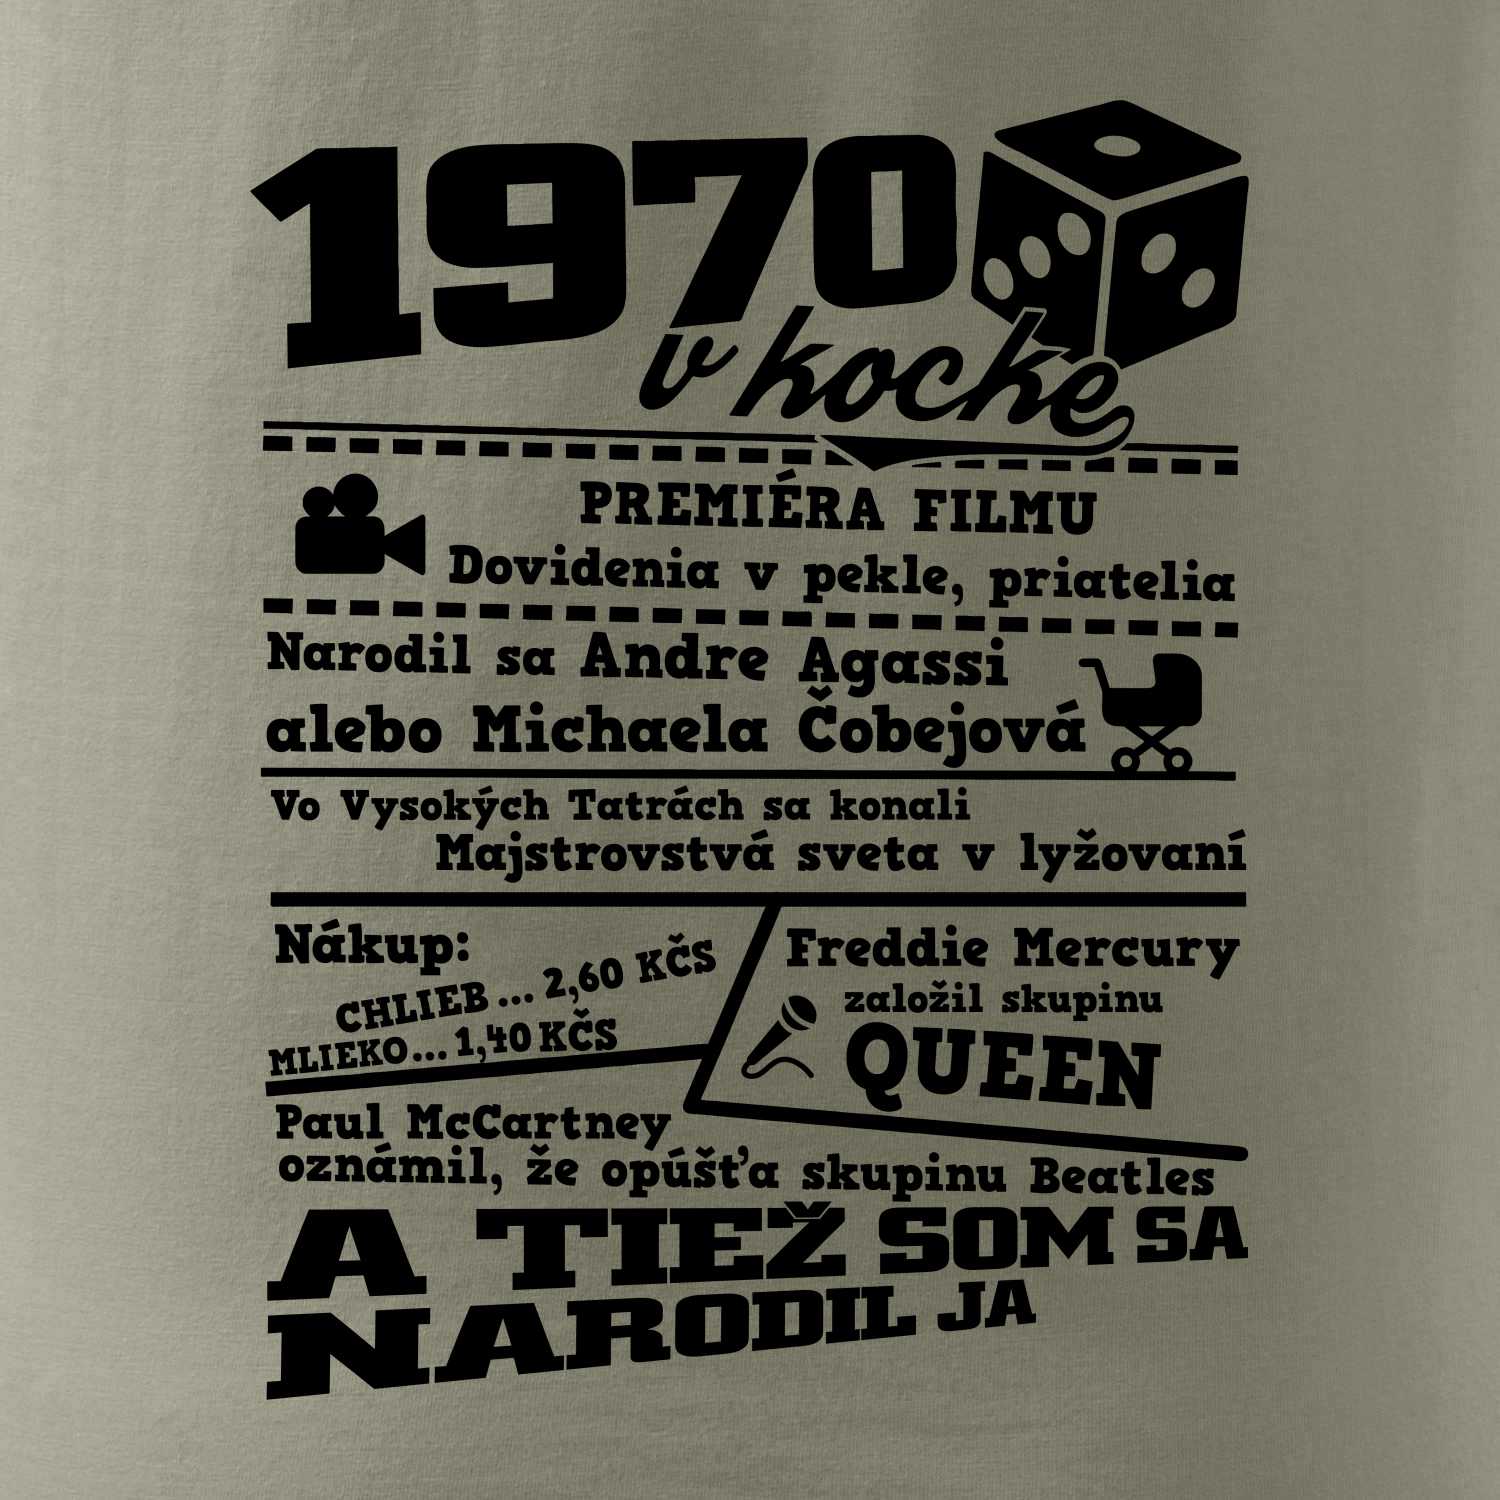 1970
v kocke
PREMIÉRA FILMU
Dovidenia v pekle, priatelia
Narodil sa Andre Agassi
alebo Michaela Čobejová
Vo Vysokých Tatrách sa konali
Majstrovstvá sveta v lyžovaní
Nákup:
CHLIEB ... 2,60 KČS
MLIEKO... 1,40 KČS
Freddie Mercury
založil skupinu
QUEEN
Paul McCartney
oznámil, že opúšťa skupinu Beatles
A TIEŽ SOM SA
NARODIL JA